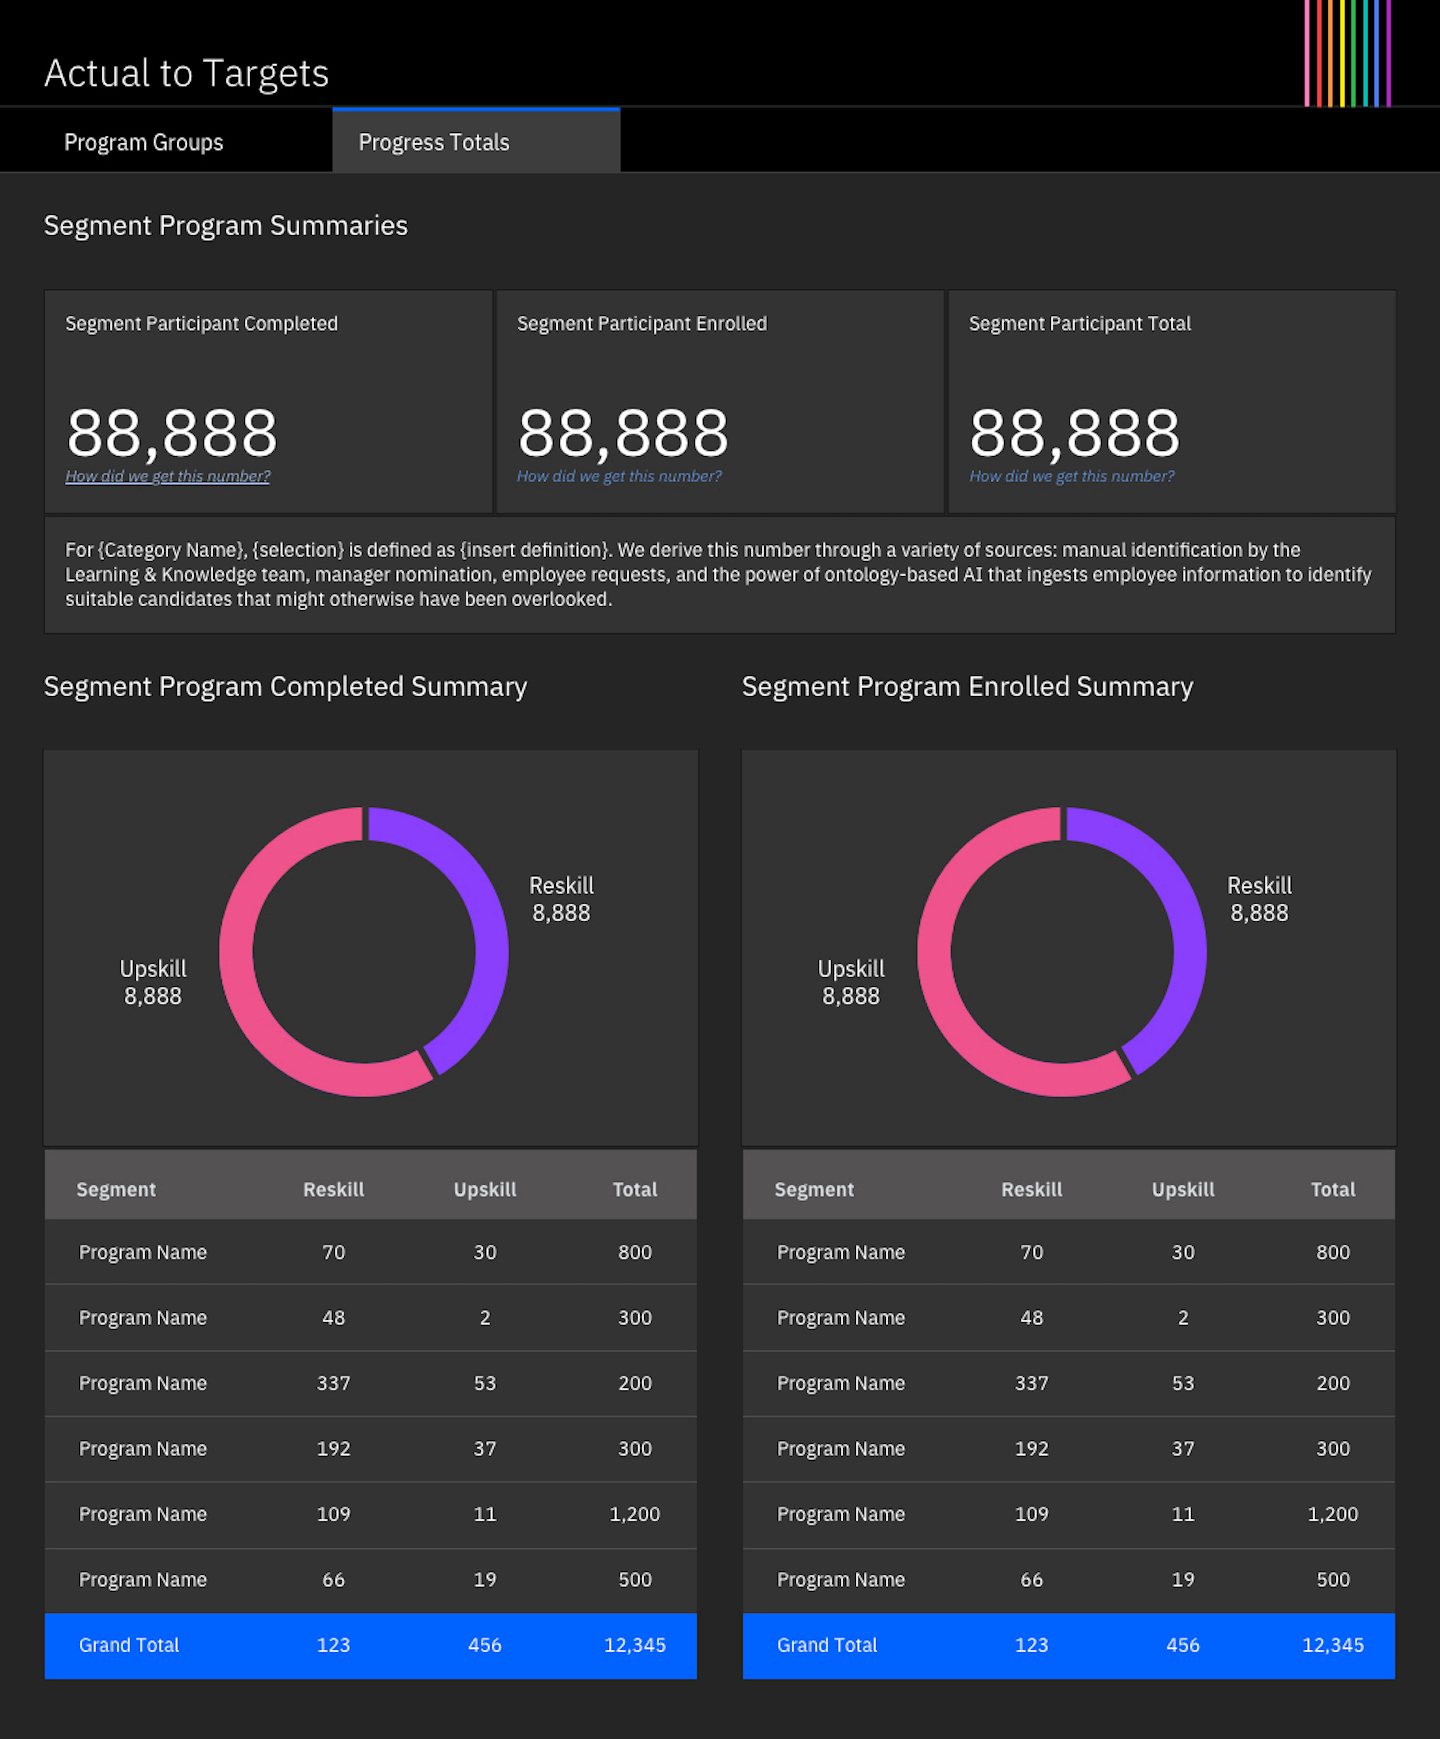 Actual to Targets
Program Groups
Progress Totals
Segment Program Summaries
Segment Participant Completed
88,888
How did we get this number?
Segment Participant Enrolled
88,888
How did we get this number?
Segment Participant Total
88,888
How did we get this number?
For {Category Name}, {selection} is defined as {insert definition}. We derive this number through a variety of sources: manual identification by the
Learning & Knowledge team, manager nomination, employee requests, and the power of ontology-based AI that ingests employee information to identify
suitable candidates that might otherwise have been overlooked.
Segment Program Completed Summary
Reskill
8,888
Upskill
8,888
Segment Reskill Upskill Total
Program Name 70 30 800
Program Name 48 2 300
Program Name 337 53 200
Program Name 192 37 300
Program Name 109 11 1,200
Program Name 66 19 500
Grand Total 123 456 12,345
Segment Program Enrolled Summary
Reskill
8,888
Upskill
8,888
Segment Reskill Upskill Total
Program Name 70 30 800
Program Name 48 2 300
Program Name 337 53 200
Program Name 192 37 300
Program Name 109 11 1,200
Program Name 66 19 500
Grand Total 123 456 12,345